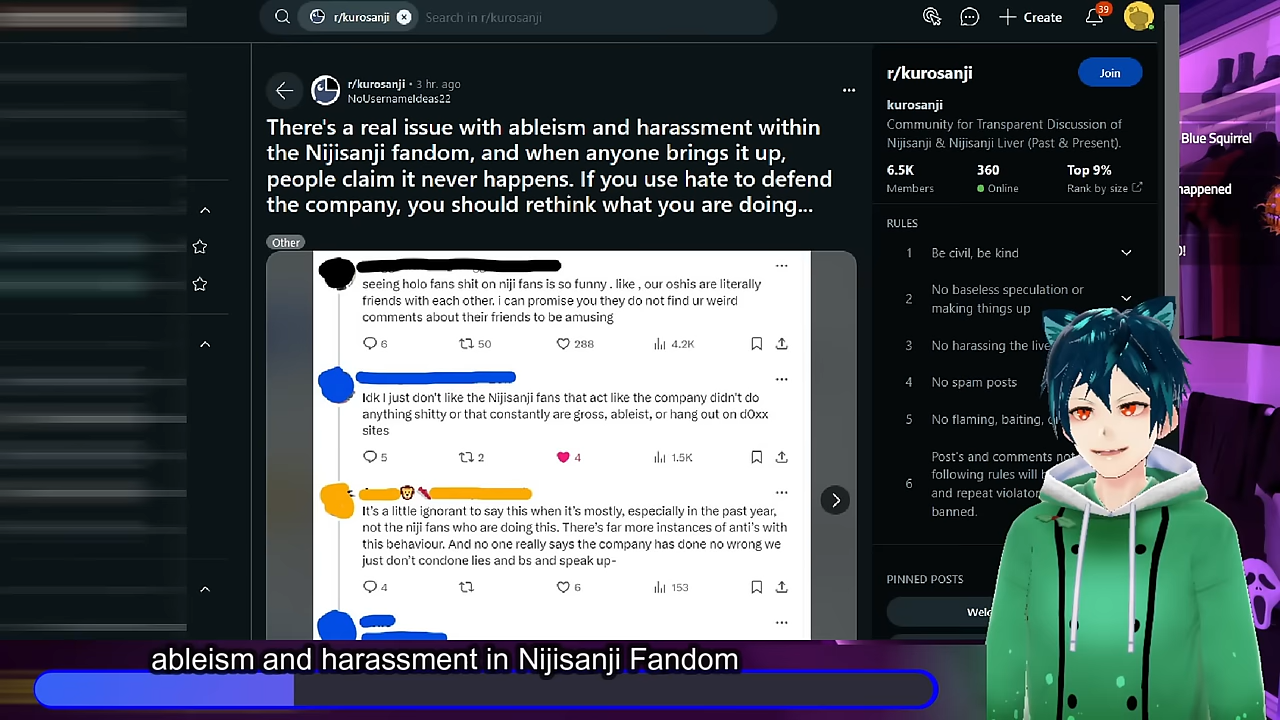 r/kurosanji
Search in r/kurosanji
Create
39
r/kurosanji • 3 hr. ago
NoUsernameIdeas22
There's a real issue with ableism and harassment within
the Nijisanji fandom, and when anyone brings it up,
people claim it never happens. If you use hate to defend
the company, you should rethink what you are doing...
Other
seeing holo fans shit on niji fans is so funny . like , our oshis are literally
friends with each other. i can promise you they do not find ur weird
comments about their friends to be amusing
6 50 288 4.2K
Idk I just don't like the Nijisanji fans that act like the company didn't do
anything shitty or that constantly are gross, ableist, or hang out on d0xx
sites
5 2 4 1.5K
It's a little ignorant to say this when it's mostly, especially in the past year,
not the niji fans who are doing this. There's far more instances of anti's with
this behaviour. And no one really says the company has done no wrong we
just don't condone lies and bs and speak up-
4 6 153
r/kurosanji
Join
kurosanji
Community for Transparent Discussion of
Nijisanji & Nijisanji Liver (Past & Present).
6.5K 360 Top 9%
Members Online Rank by size
RULES
1 Be civil, be kind
2 No baseless speculation or
making things up
3 No harassing the live
4 No spam posts
5 No flaming, baiting,
6 Post's and comments not
following rules will
and repeat violator
banned.
PINNED POSTS
Welc
Blue Squirrel
happened
ableism and harassment in Nijisanji Fandom